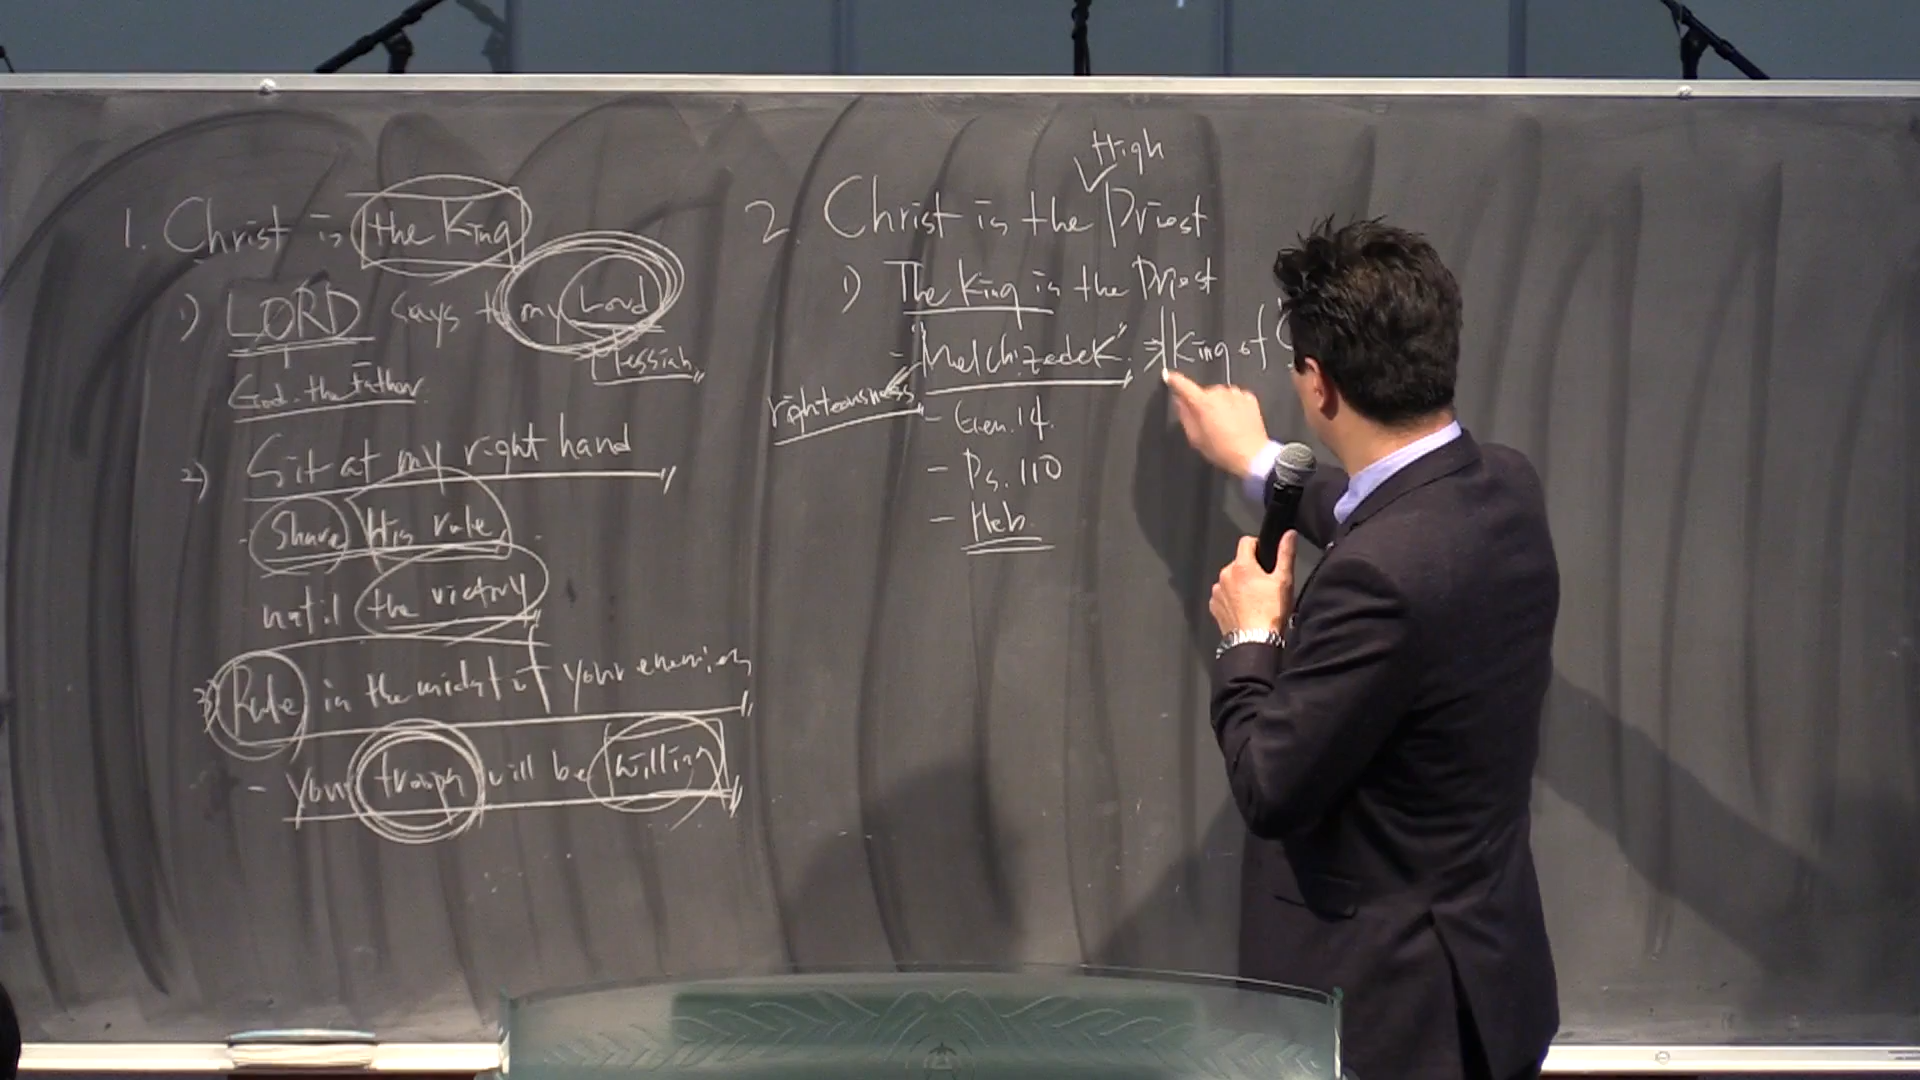 1. Christ is the King
1) LORD says to my Lord
Messiah
God. the Father
2) Sit at my right hand
- Share His rule
until the victory
3) Rule in the midst of your enemies
- your troops will be willing
High
2. Christ is the Priest
1) The King is the Priest
- "Melchizedek" ⇒ King of S
righteousness
- Gen. 14.
- Ps. 110
- Heb.